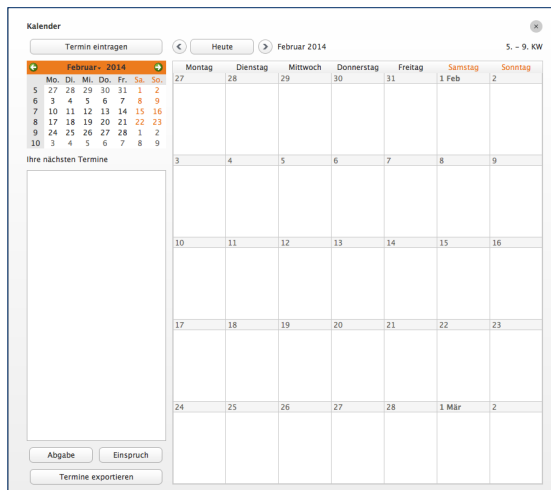 Kalender
Termin eintragen
Heute
Februar 2014
5. – 9. KW
Februar 2014
Mo. Di. Mi. Do. Fr. Sa. So.
5 27 28 29 30 31 1 2
6 3 4 5 6 7 8 9
7 10 11 12 13 14 15 16
8 17 18 19 20 21 22 23
9 24 25 26 27 28 1 2
10 3 4 5 6 7 8 9
Ihre nächsten Termine
Abgabe
Einspruch
Termine exportieren
Montag Dienstag Mittwoch Donnerstag Freitag Samstag Sonntag
27 28 29 30 31 1 Feb 2
3 4 5 6 7 8 9
10 11 12 13 14 15 16
17 18 19 20 21 22 23
24 25 26 27 28 1 Mär 2